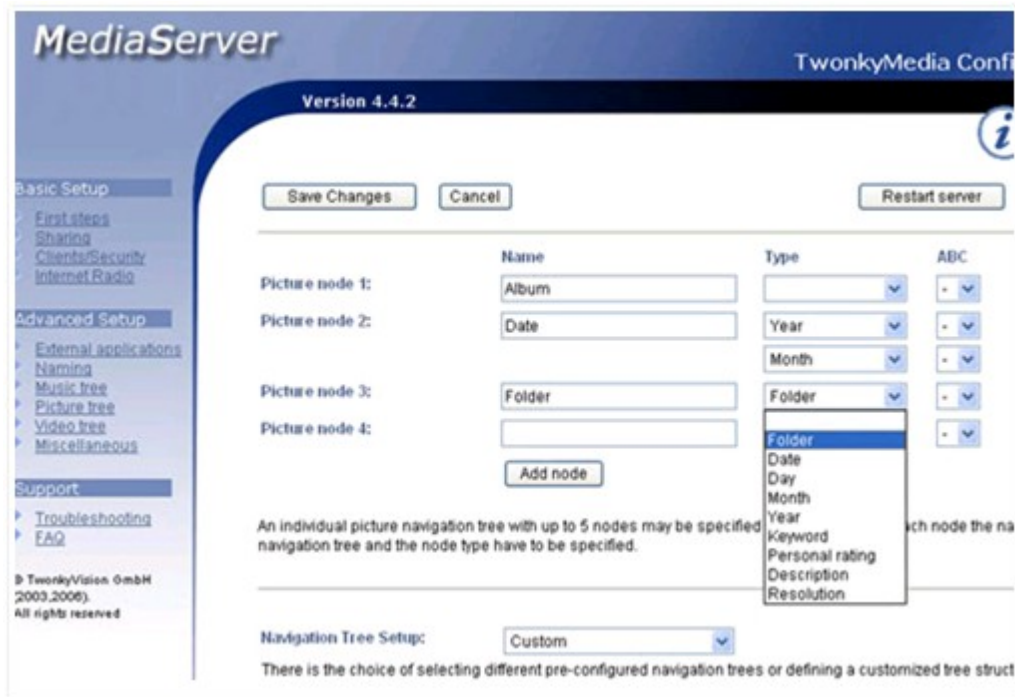 MediaServer
TwonkyMedia Confi
Version 4.4.2
i
Basic Setup
First steps
Sharing
Clients/Security
Internet Radio
Advanced Setup
External applications
Naming
Music tree
Picture tree
Video tree
Miscellaneous
Support
Troubleshooting
FAQ
© TwonkyVision GmbH
(2003,2006).
All rights reserved
Save Changes Cancel Restart server
Name Type ABC
Picture node 1: Album -
Picture node 2: Date Year -
Month -
Picture node 3: Folder Folder -
Picture node 4: -
Folder
Date
Day
Month
Year
Keyword
Personal rating
Description
Resolution
Add node
An individual picture navigation tree with up to 5 nodes may be specified ch node the na
navigation tree and the node type have to be specified.
Navigation Tree Setup: Custom
There is the choice of selecting different pre-configured navigation trees or defining a customized tree struct